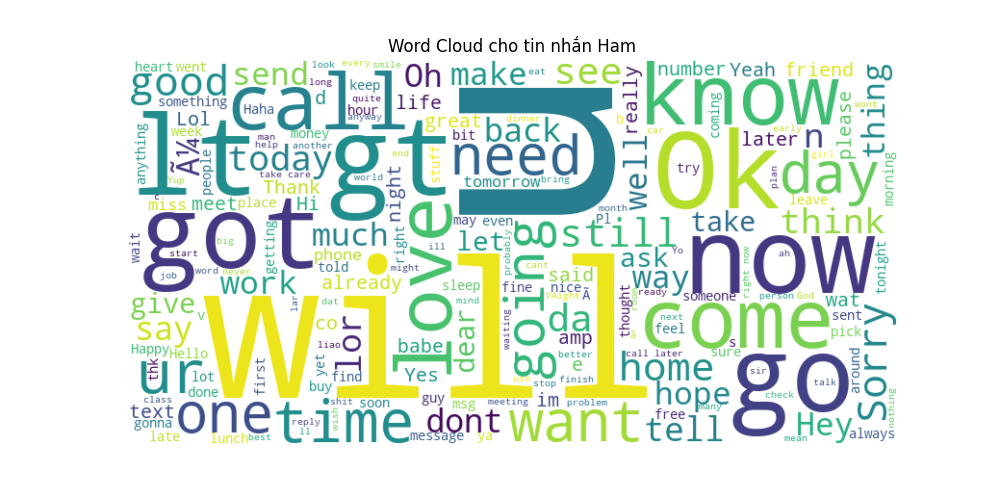 Word Cloud cho tin nhắn Ham
heart went look every smile Oh make eat see number Yeah friend
good send long keep life thing
something call d quite know coming please
Haha hour great b car wont really early later n
Lol anyway dinner
anything week money bit back well Ok
ü people man help another end stuff need try girl day
lt gt u today take care tomorrow bring plan leave morning
Yup Thank world night
miss meet place Hi may even Pl month take think
wait got much right let still ask Yo ah now
big getting phone ill probably way tonight
start told might love going said
job word never work already sleep fine nice Ã someone right now person God wat
give v lar dat co mind cant yAight thought ready room sent
say will lor dear waiting da amp next feel come pick
Happy Hello liao babe e better s sure around
thk yet first find Yes call later home sir go talk
ur lot done buy guy stop finish im hope check Sorry
class shit soon msg meeting use problem free many
text gonna one time wish reply ll dont want tell Hey
late lunch best message ya mean always nothing